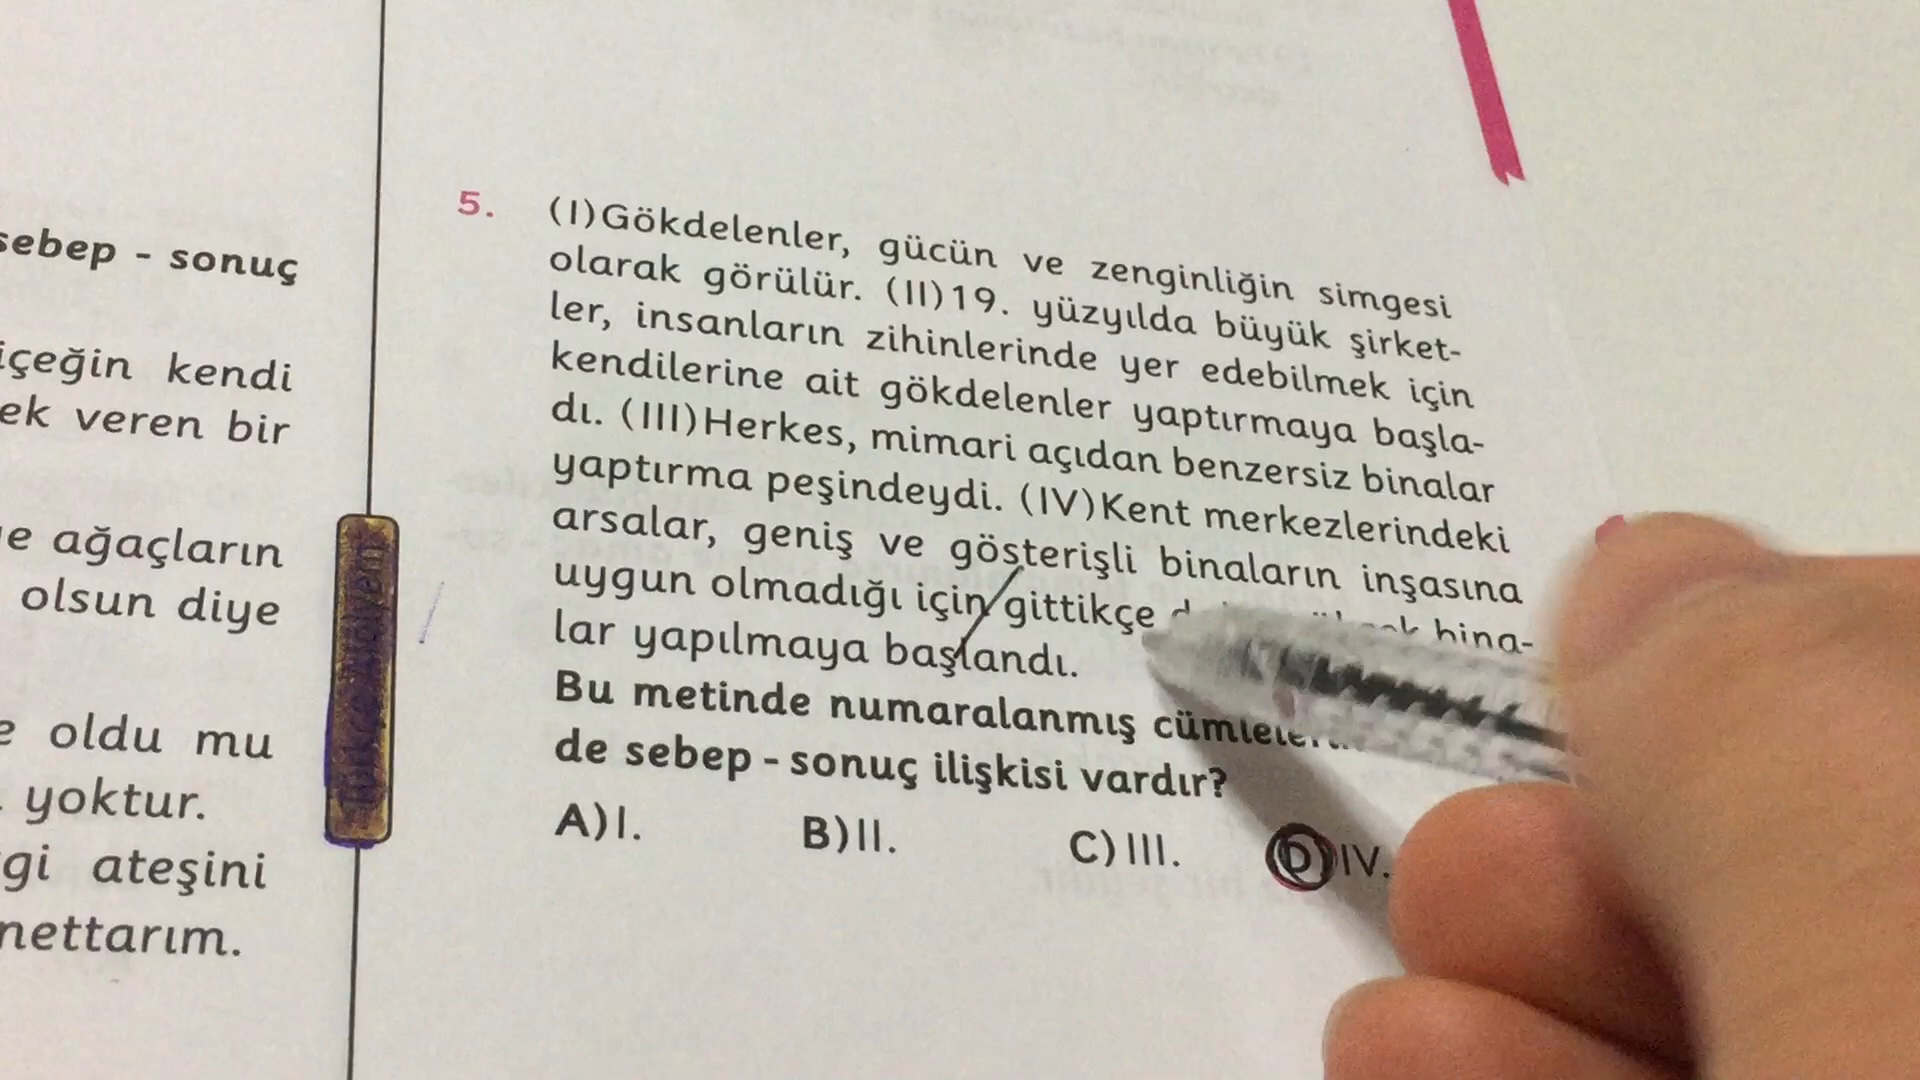 sebep - sonuç
içeğin kendi
ek veren bir
e ağaçların
olsun diye
e oldu mu
yoktur.
gi ateşini
nettarım.
5. (I)Gökdelenler, gücün ve zenginliğin simgesi
olarak görülür. (II)19. yüzyılda büyük şirket-
ler, insanların zihinlerinde yer edebilmek için
kendilerine ait gökdelenler yaptırmaya başla-
dı. (III)Herkes, mimari açıdan benzersiz binalar
yaptırma peşindeydi. (IV)Kent merkezlerindeki
arsalar, geniş ve gösterişli binaların inşasına
uygun olmadığı için gittikçe bina-
lar yapılmaya başlandı.
Bu metinde numaralanmış
de sebep - sonuç ilişkisi vardır?
A)I. B)II. C)III. D)IV.